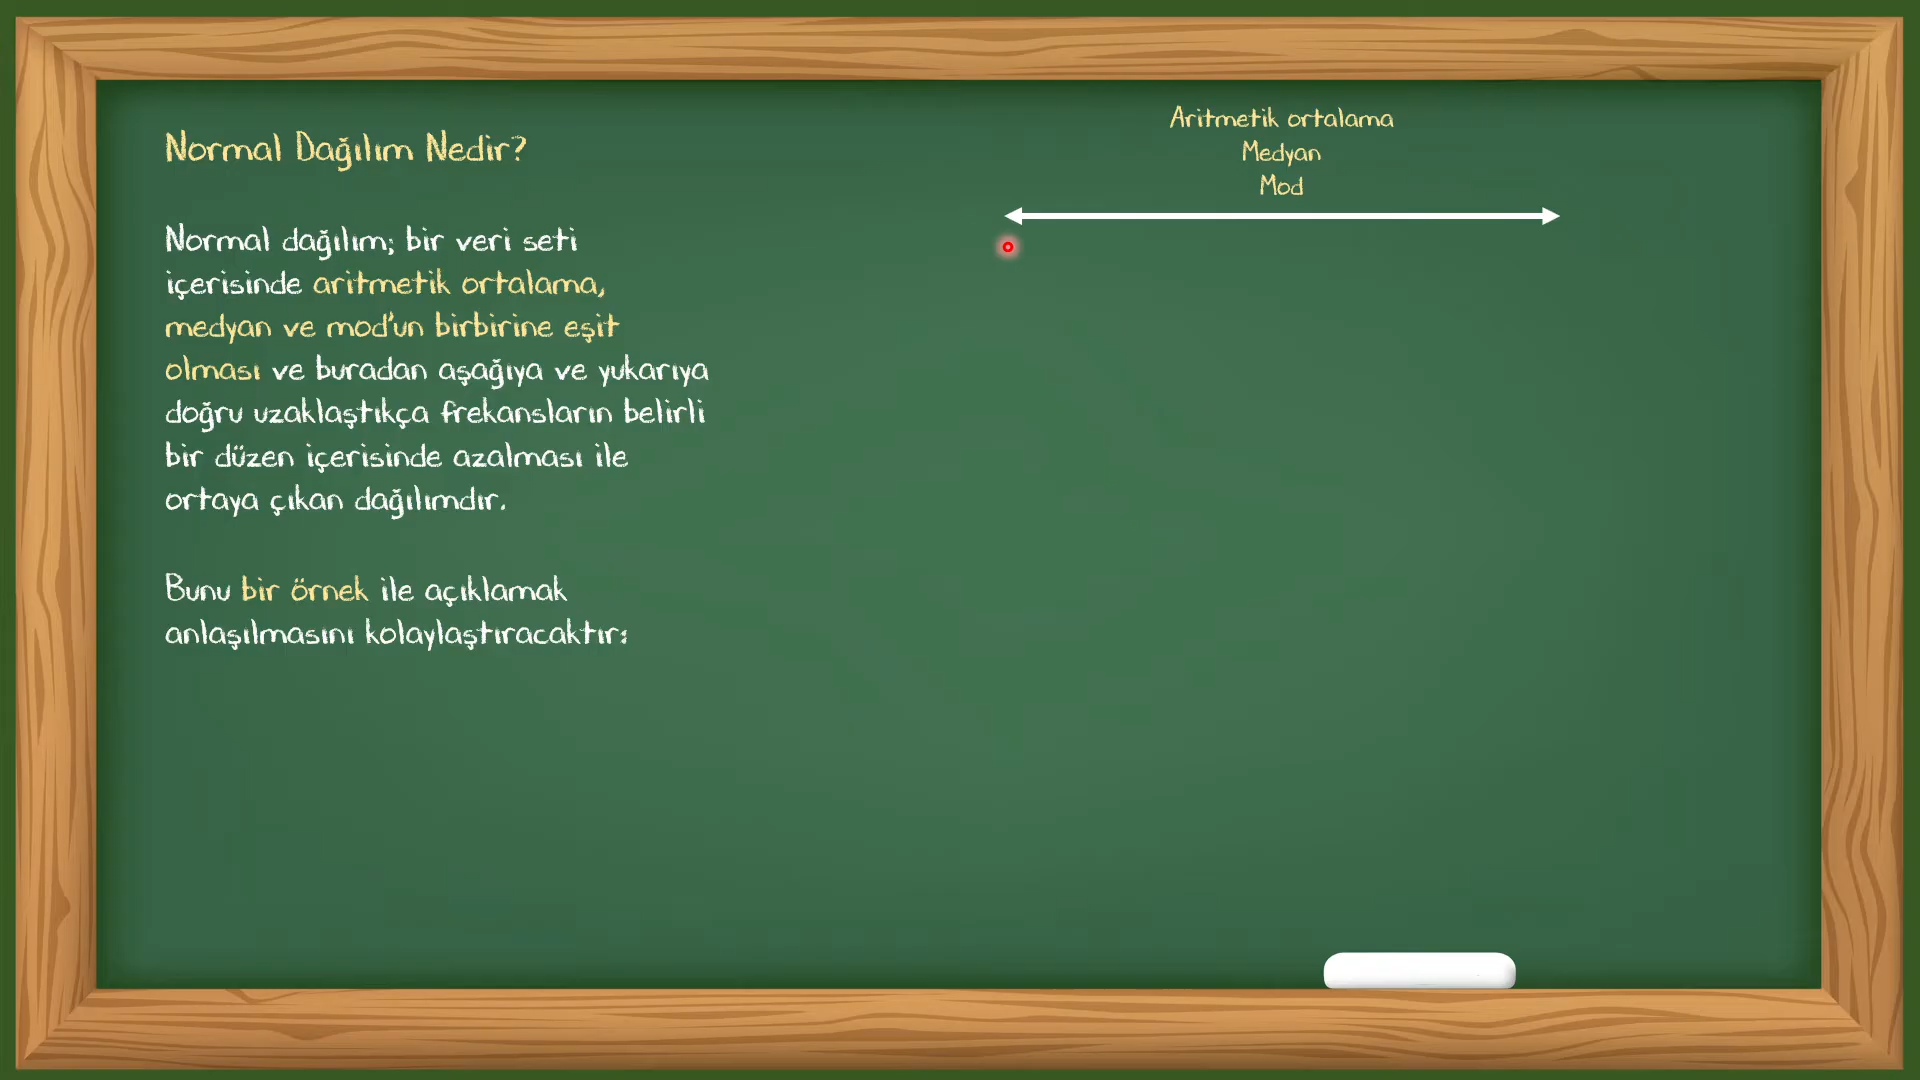 Normal Dağılım Nedir?
Normal dağılım; bir veri seti
içerisinde aritmetik ortalama,
medyan ve mod'un birbirine eşit
olması ve buradan aşağıya ve yukarıya
doğru uzaklaştıkça frekansların belirli
bir düzen içerisinde azalması ile
ortaya çıkan dağılımdır.
Bunu bir örnek ile açıklamak
anlaşılmasını kolaylaştıracaktır:
Aritmetik ortalama
Medyan
Mod